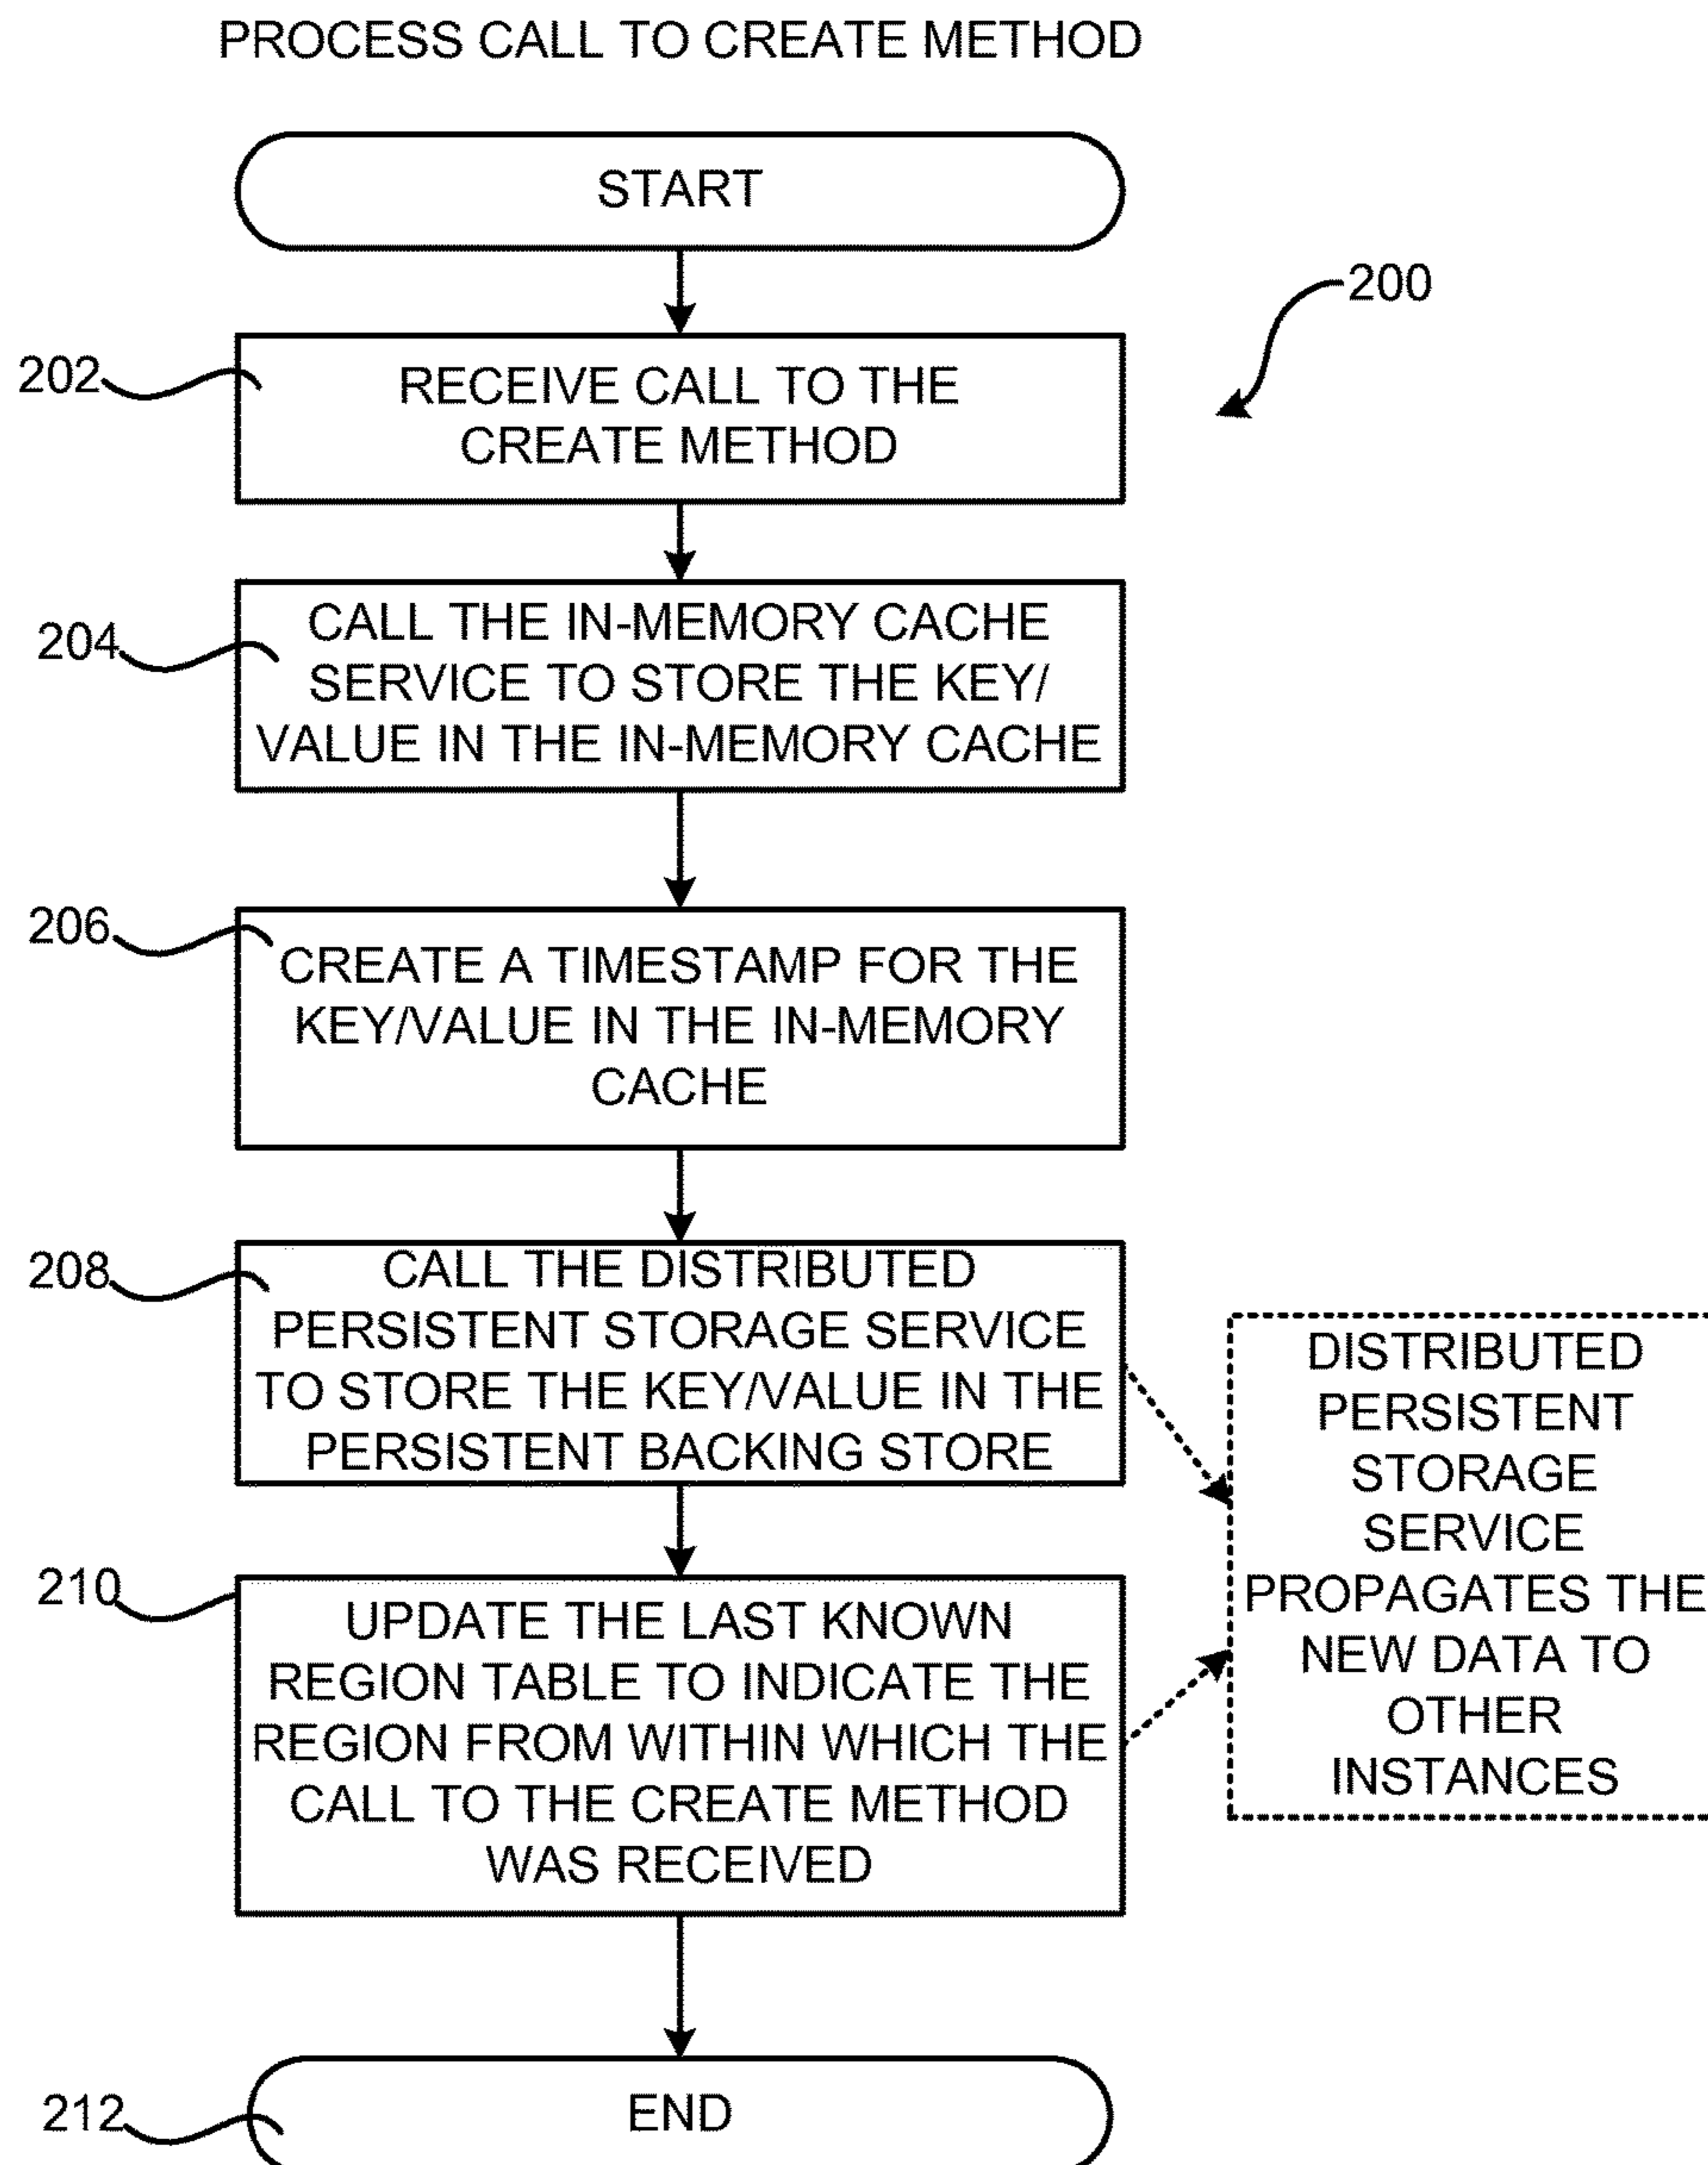 PROCESS CALL TO CREATE METHOD
START
200
202
RECEIVE CALL TO THE
CREATE METHOD
204
CALL THE IN-MEMORY CACHE
SERVICE TO STORE THE KEY/
VALUE IN THE IN-MEMORY CACHE
206
CREATE A TIMESTAMP FOR THE
KEY/VALUE IN THE IN-MEMORY
CACHE
208
CALL THE DISTRIBUTED
PERSISTENT STORAGE SERVICE
TO STORE THE KEY/VALUE IN THE
PERSISTENT BACKING STORE
DISTRIBUTED
PERSISTENT
STORAGE
SERVICE
PROPAGATES THE
NEW DATA TO
OTHER
INSTANCES
210
UPDATE THE LAST KNOWN
REGION TABLE TO INDICATE THE
REGION FROM WITHIN WHICH THE
CALL TO THE CREATE METHOD
WAS RECEIVED
212
END